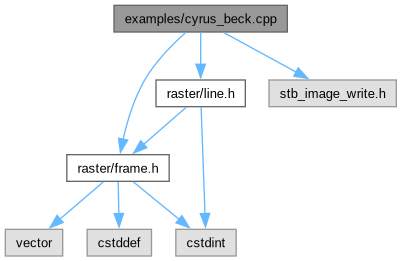 examples/cyrus_beck.cpp
raster/line.h
stb_image_write.h
raster/frame.h
vector
cstddef
cstdint